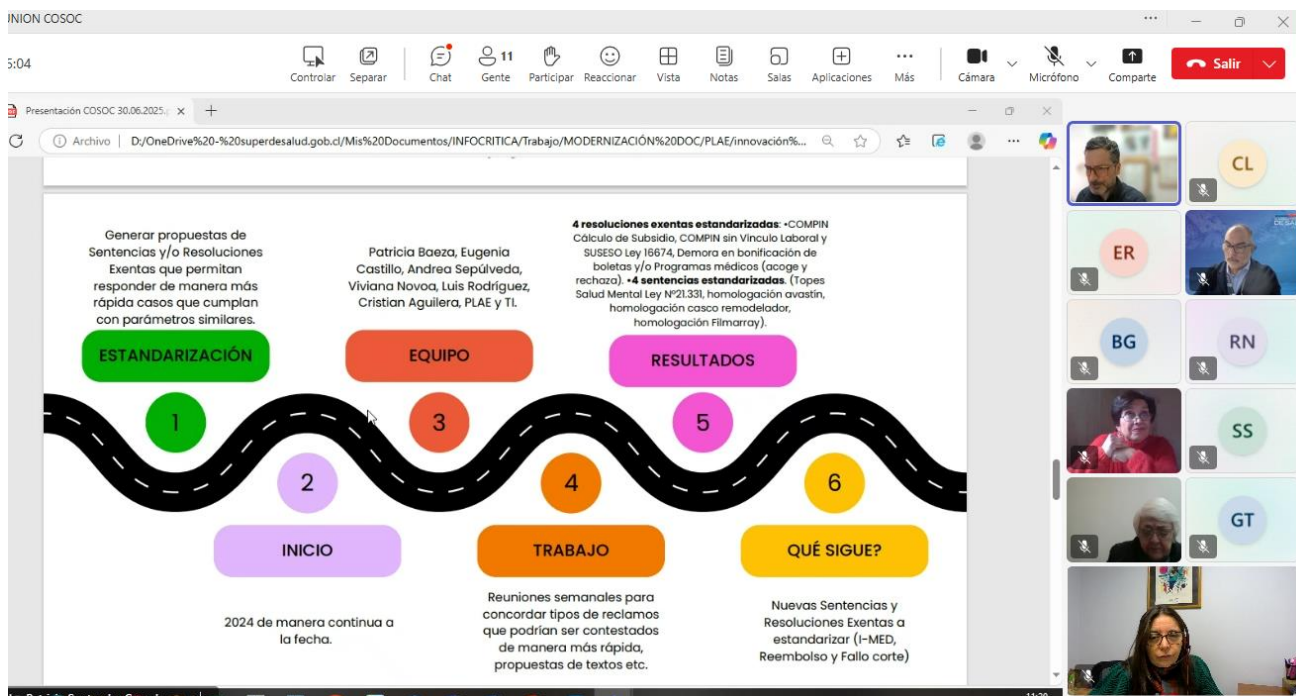 UNION COSOC
5:04
Controlar Separar Chat 11 Gente Participar Reaccionar Vista Notas Salas Aplicaciones Más Cámara Micrófono Comparte Salir
Presentación COSOC 30.06.2025.
Archivo D:/OneDrive%20-%20superdesalud.gob.cl/Mis%20Documentos/INFOCRITICA/Trabajo/MODERNIZACIÓN%20DOC/PLAE/innovación%...
Generar propuestas de
Sentencias y/o Resoluciones
Exentas que permitan
responder de manera más
rápida casos que cumplan
con parámetros similares.
ESTANDARIZACIÓN
1
2
INICIO
2024 de manera continua a
la fecha.
Patricia Baeza, Eugenia
Castillo, Andrea Sepúlveda,
Viviana Novoa, Luis Rodríguez,
Cristian Aguilera, PLAE y TI.
EQUIPO
3
4
TRABAJO
Reuniones semanales para
concordar tipos de reclamos
que podrían ser contestados
de manera más rápida,
propuestas de textos etc.
4 resoluciones exentas estandarizadas: •COMPIN
Cálculo de Subsidio, COMPIN sin Vinculo Laboral y
SUSESO Ley 16674, Demora en bonificación de
boletas y/o Programas médicos (acoge y
rechaza). •4 sentencias estandarizadas. (Topes
Salud Mental Ley Nº21.331, homologación avastín,
homologación casco remodelador,
homologación Filmarray).
RESULTADOS
5
6
QUÉ SIGUE?
Nuevas Sentencias y
Resoluciones Exentas a
estandarizar (I-MED,
Reembolso y Fallo corte)
CL
ER
BG
RN
SS
GT